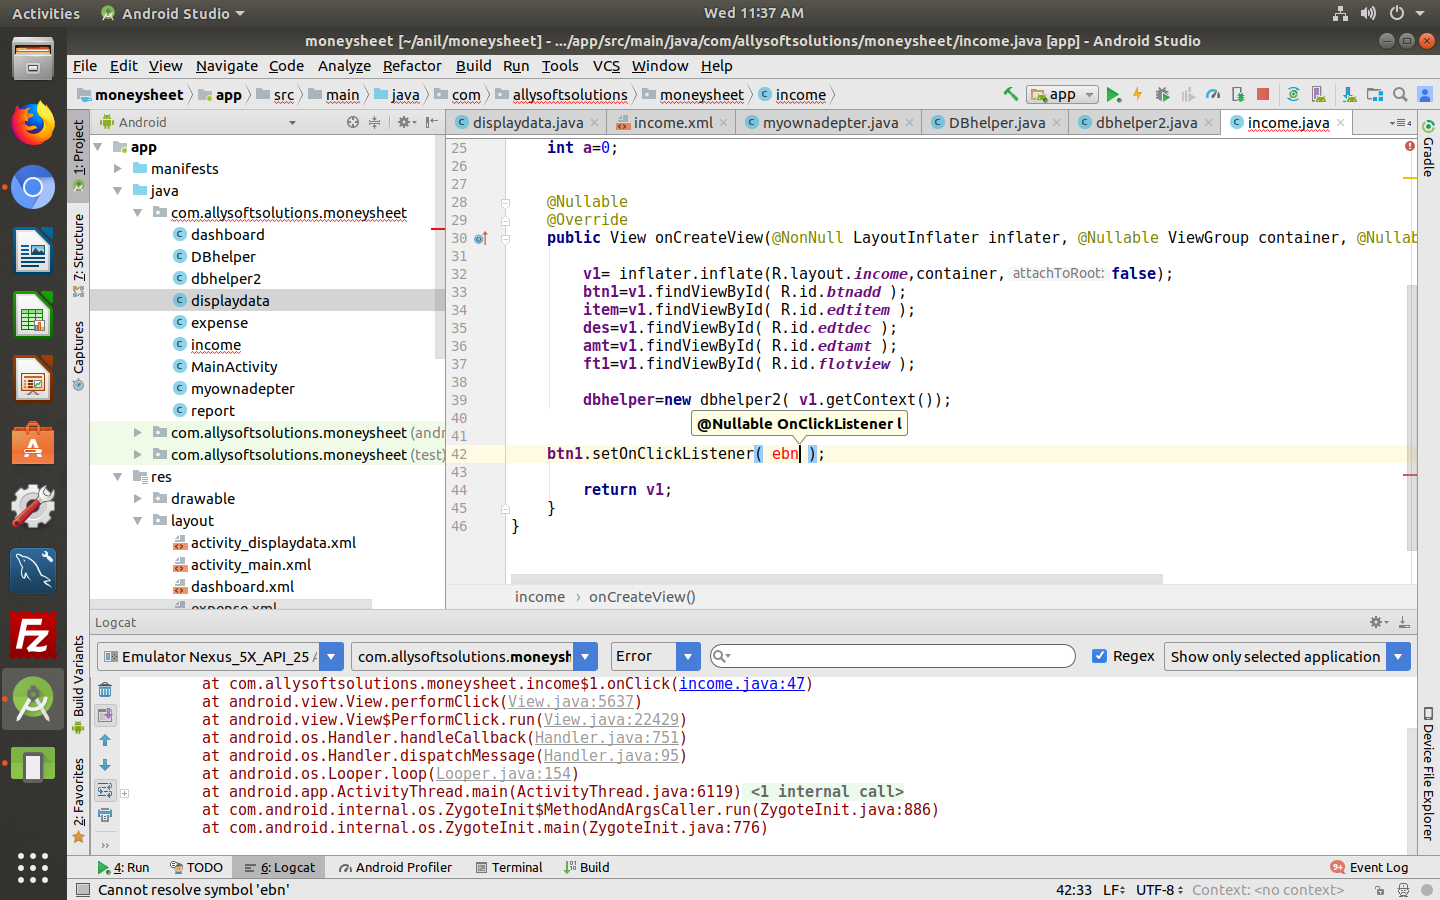 Activities
Android Studio
Wed 11:37 AM
moneysheet [~/anil/moneysheet] - .../app/src/main/java/com/allysoftsolutions/moneysheet/income.java [app] - Android Studio
File Edit View Navigate Code Analyze Refactor Build Run Tools VCS Window Help
moneysheet app src main java com allysoftsolutions moneysheet income
app
Android
displaydata.java income.xml myownadepter.java DBhelper.java dbhelper2.java income.java
4
1: Project
7: Structure
Captures
Build Variants
2: Favorites
Gradle
Device File Explorer
app
manifests
java
com.allysoftsolutions.moneysheet
dashboard
DBhelper
dbhelper2
displaydata
expense
income
MainActivity
myownadepter
report
com.allysoftsolutions.moneysheet (andr
com.allysoftsolutions.moneysheet (test)
res
drawable
layout
activity_displaydata.xml
activity_main.xml
dashboard.xml
expense.xml
25 int a=0;
26
27
28 @Nullable
29 @Override
30 public View onCreateView(@NonNull LayoutInflater inflater, @Nullable ViewGroup container, @Nulla
31
32 v1= inflater.inflate(R.layout.income,container, attachToRoot: false);
33 btn1=v1.findViewById( R.id.btnadd );
34 item=v1.findViewById( R.id.edtitem );
35 des=v1.findViewById( R.id.edtdec );
36 amt=v1.findViewById( R.id.edtamt );
37 ft1=v1.findViewById( R.id.flotview );
38
39 dbhelper=new dbhelper2( v1.getContext());
40
@Nullable OnClickListener l
41
42 btn1.setOnClickListener( ebn );
43
44 return v1;
45 }
46 }
income › onCreateView()
Logcat
Emulator Nexus_5X_API_25 A
com.allysoftsolutions.moneysh
Error
Regex
Show only selected application
at com.allysoftsolutions.moneysheet.income$1.onClick(income.java:47)
at android.view.View.performClick(View.java:5637)
at android.view.View$PerformClick.run(View.java:22429)
at android.os.Handler.handleCallback(Handler.java:751)
at android.os.Handler.dispatchMessage(Handler.java:95)
at android.os.Looper.loop(Looper.java:154)
at android.app.ActivityThread.main(ActivityThread.java:6119) <1 internal call>
at com.android.internal.os.ZygoteInit$MethodAndArgsCaller.run(ZygoteInit.java:886)
at com.android.internal.os.ZygoteInit.main(ZygoteInit.java:776)
4: Run TODO 6: Logcat Android Profiler Terminal Build
9+ Event Log
Cannot resolve symbol 'ebn'
42:33 LF UTF-8 Context: <no context>